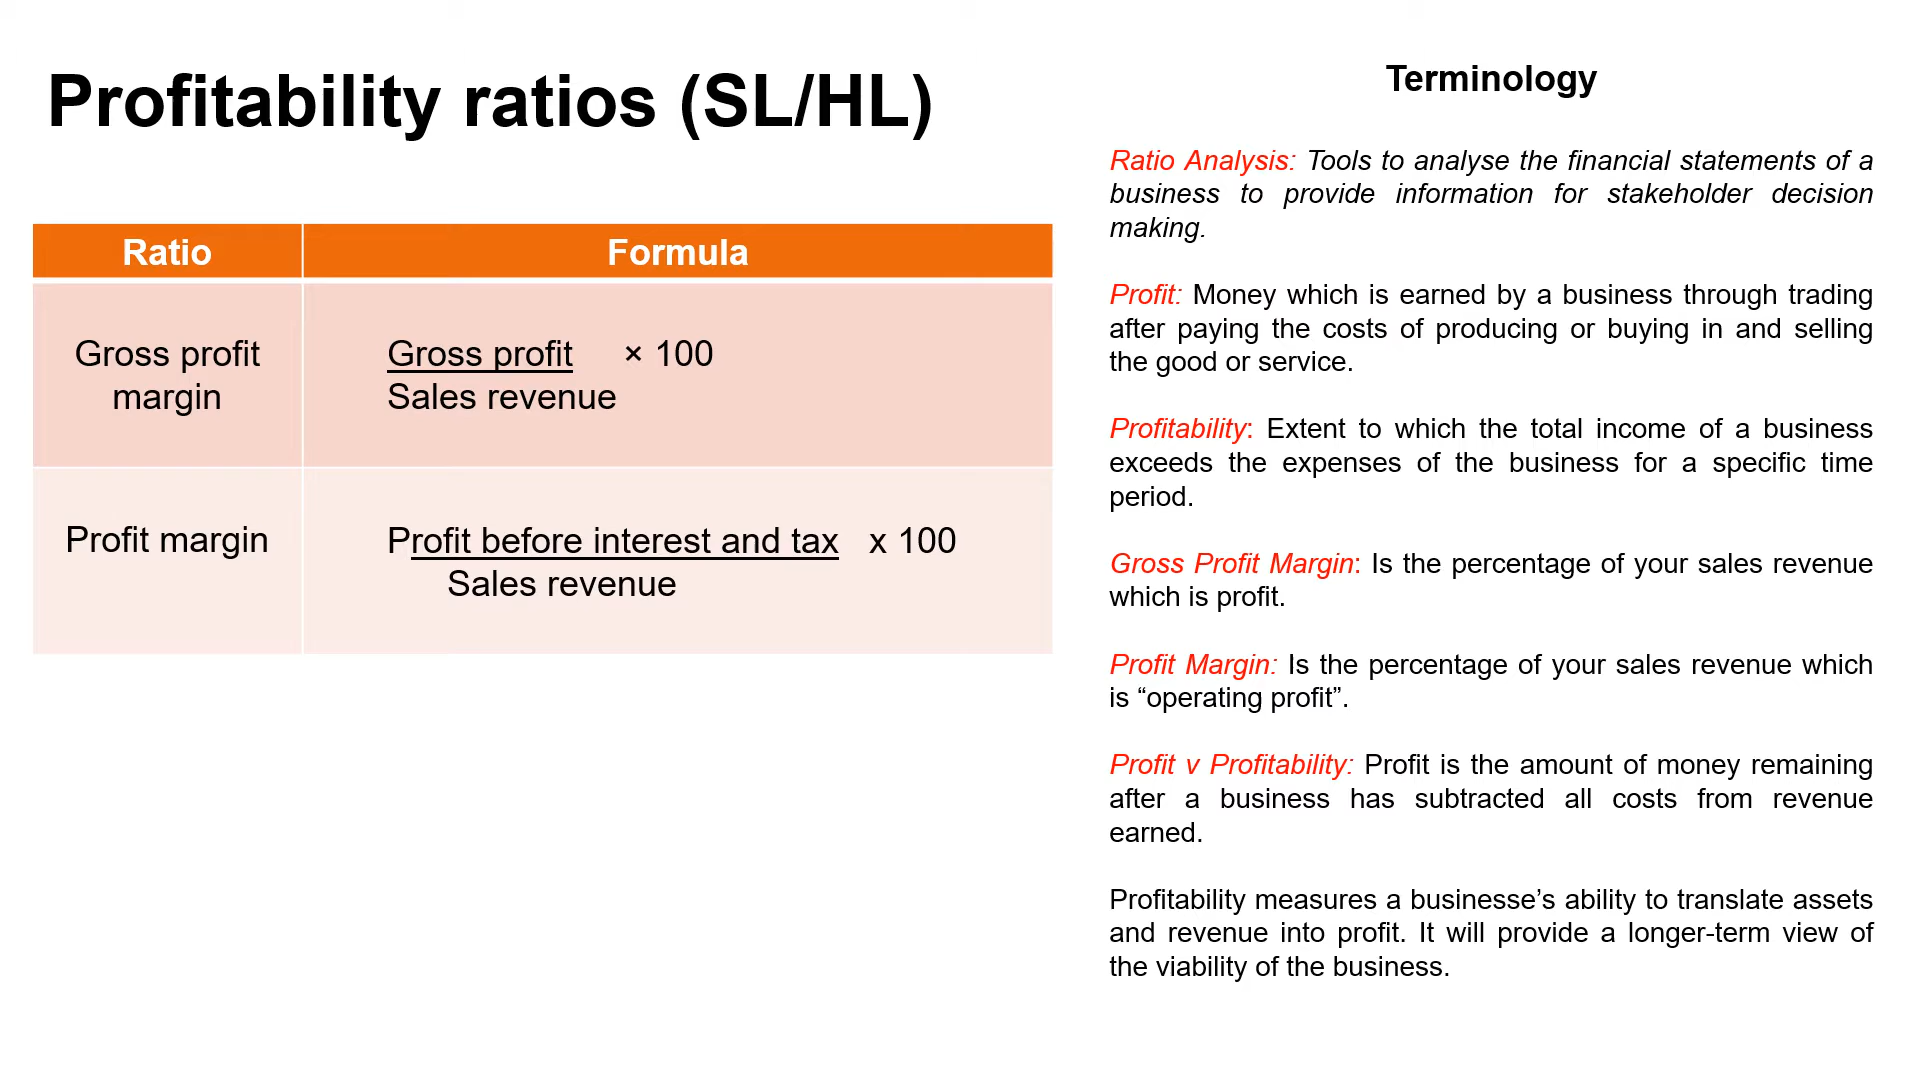 Profitability ratios (SL/HL)
Ratio
Formula
Gross profit
margin
Gross profit × 100
Sales revenue
Profit margin
Profit before interest and tax x 100
Sales revenue
Terminology
Ratio Analysis: Tools to analyse the financial statements of a
business to provide information for stakeholder decision
making.
Profit: Money which is earned by a business through trading
after paying the costs of producing or buying in and selling
the good or service.
Profitability: Extent to which the total income of a business
exceeds the expenses of the business for a specific time
period.
Gross Profit Margin: Is the percentage of your sales revenue
which is profit.
Profit Margin: Is the percentage of your sales revenue which
is “operating profit”.
Profit v Profitability: Profit is the amount of money remaining
after a business has subtracted all costs from revenue
earned.
Profitability measures a businesse’s ability to translate assets
and revenue into profit. It will provide a longer-term view of
the viability of the business.